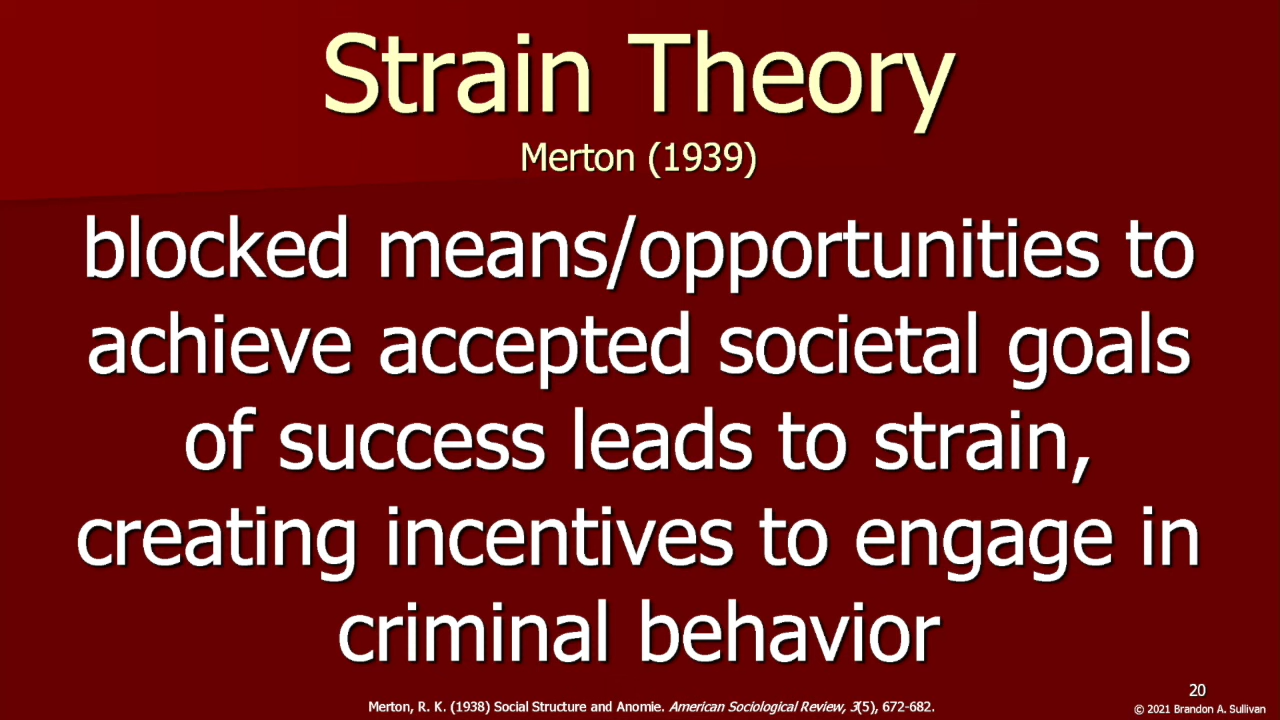 Strain Theory
Merton (1939)
blocked means/opportunities to
achieve accepted societal goals
of success leads to strain,
creating incentives to engage in
criminal behavior
20
Merton, R. K. (1938) Social Structure and Anomie. American Sociological Review, 3(5), 672-682.
© 2021 Brandon A. Sullivan